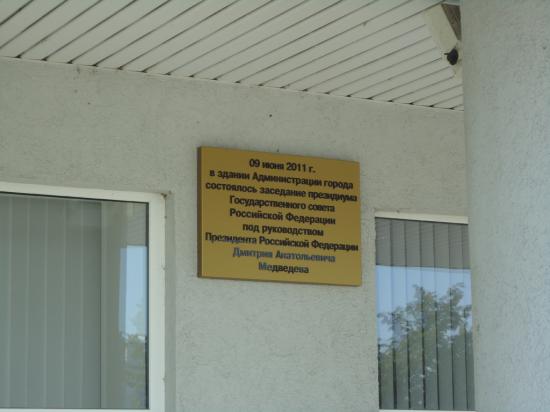 09 июня 2011 г.
в здании Администрации города
состоялось заседание президиума
Государственного совета
Российской Федерации
под руководством
Президента Российской Федерации
Дмитрия Анатольевича
Медведева